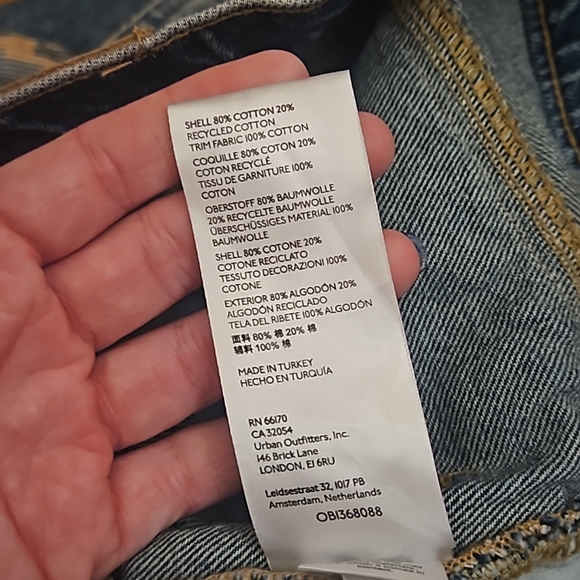 SHELL 80% COTTON 20%
RECYCLED COTTON
TRIM FABRIC 100% COTTON
COQUILLE 80% COTON 20%
COTON RECYCLÉ
TISSU DE GARNITURE 100%
COTON
OBERSTOFF 80% BAUMWOLLE
20% RECYCELTE BAUMWOLLE
ÜBERSCHÜSSIGES MATERIAL 100%
BAUMWOLLE
SHELL 80% COTONE 20%
COTONE RECICLATO
TESSUTO DECORAZIONI 100%
COTONE
EXTERIOR 80% ALGODÓN 20%
ALGODÓN RECICLADO
TELA DEL RIBETE 100% ALGODÓN
面料 80% 棉 20% 棉
辅料 100% 棉
MADE IN TURKEY
HECHO EN TURQUÍA
RN 66170
CA 32054
Urban Outfitters, Inc.
146 Brick Lane
LONDON, E1 6RU
Leidsestraat 32, 1017 PB
Amsterdam, Netherlands
OB1368088